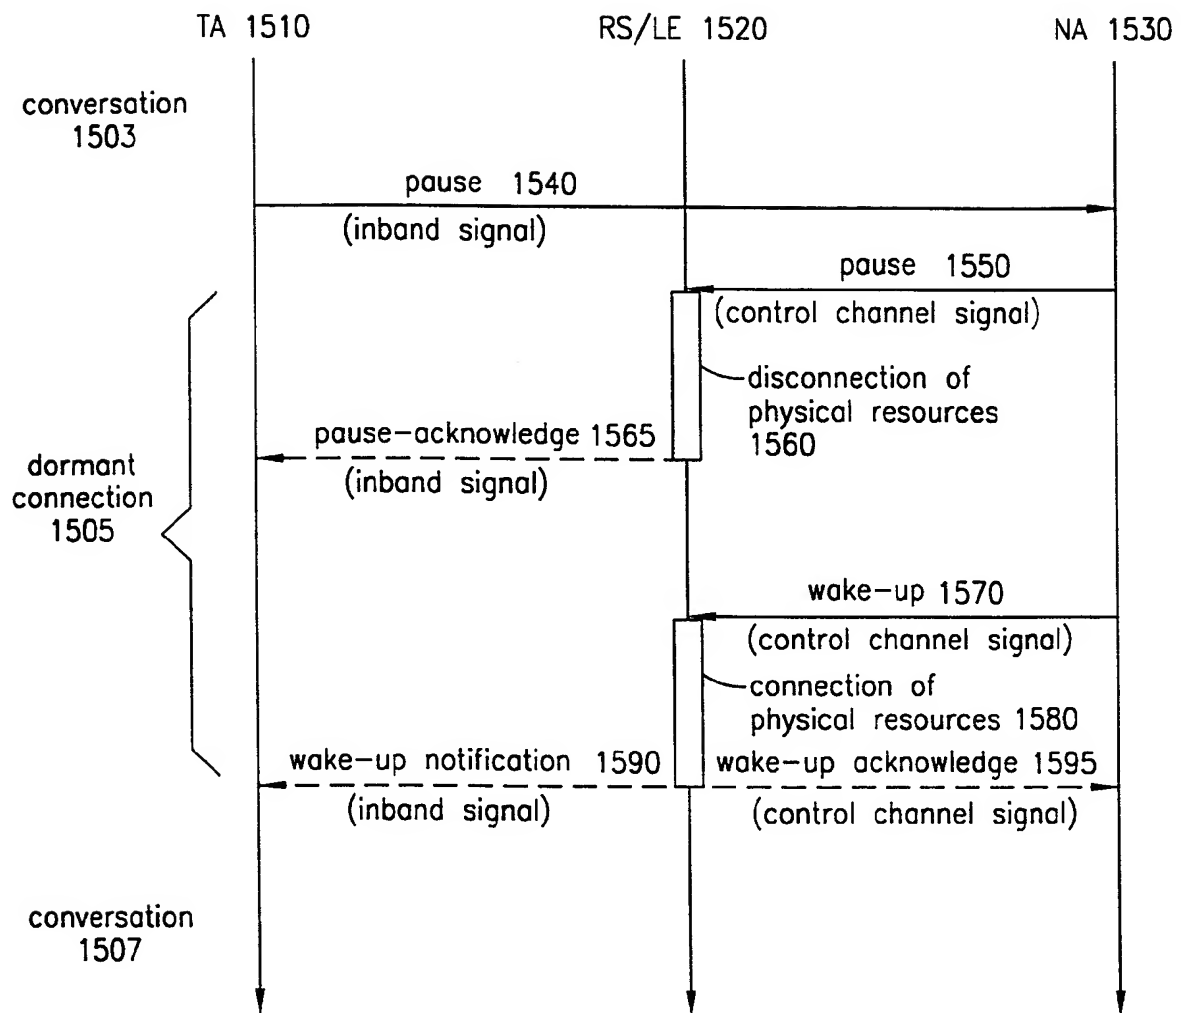 TA 1510
RS/LE 1520
NA 1530
conversation
1503
pause 1540
(inband signal)
pause 1550
(control channel signal)
disconnection of
physical resources
1560
pause-acknowledge 1565
(inband signal)
dormant
connection
1505
wake-up 1570
(control channel signal)
connection of
physical resources 1580
wake-up notification 1590
wake-up acknowledge 1595
(inband signal)
(control channel signal)
conversation
1507